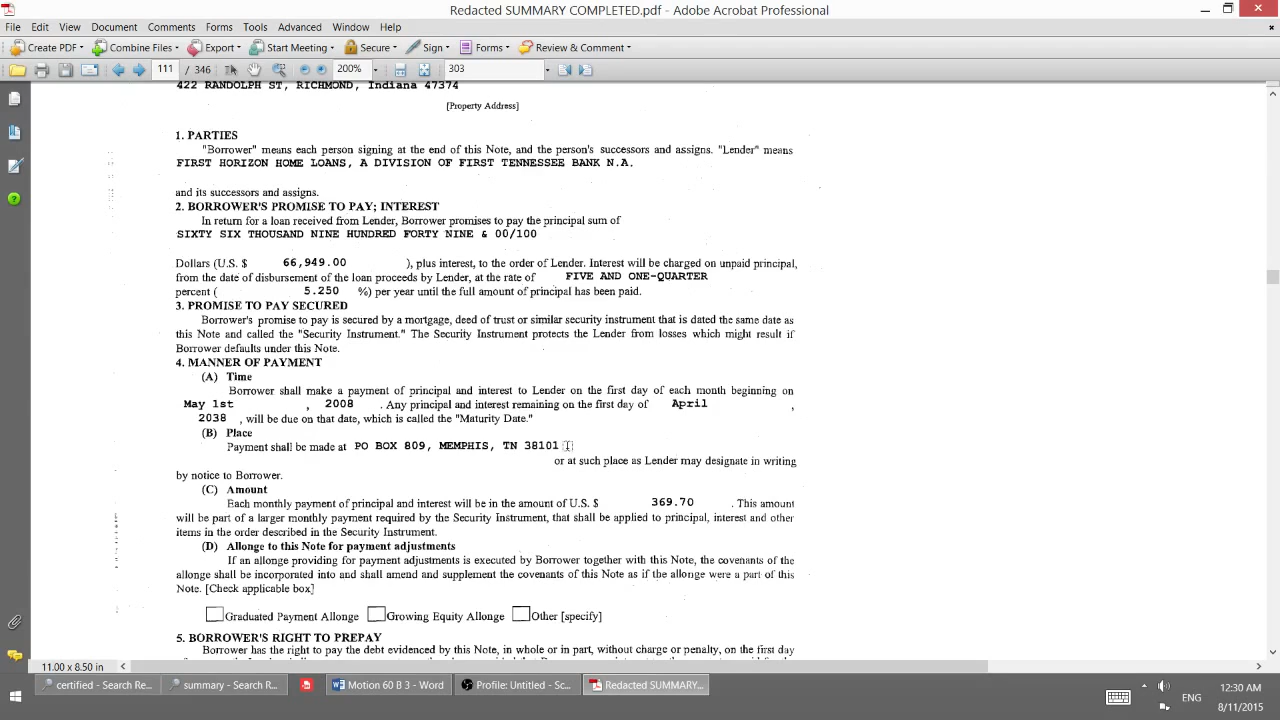 Redacted SUMMARY COMPLETED.pdf - Adobe Acrobat Professional
File Edit View Document Comments Forms Tools Advanced Window Help
Create PDF Combine Files Export Start Meeting Secure Sign Forms Review & Comment
111 / 346 200% 303
422 RANDOLPH ST, RICHMOND, Indiana 47374
[Property Address]
1. PARTIES
"Borrower" means each person signing at the end of this Note, and the person's successors and assigns. "Lender" means
FIRST HORIZON HOME LOANS, A DIVISION OF FIRST TENNESSEE BANK N.A.
and its successors and assigns.
2. BORROWER'S PROMISE TO PAY; INTEREST
In return for a loan received from Lender, Borrower promises to pay the principal sum of
SIXTY SIX THOUSAND NINE HUNDRED FORTY NINE & 00/100
Dollars (U.S. $ 66,949.00 ), plus interest, to the order of Lender. Interest will be charged on unpaid principal,
from the date of disbursement of the loan proceeds by Lender, at the rate of FIVE AND ONE-QUARTER
percent ( 5.250 %) per year until the full amount of principal has been paid.
3. PROMISE TO PAY SECURED
Borrower's promise to pay is secured by a mortgage, deed of trust or similar security instrument that is dated the same date as
this Note and called the "Security Instrument." The Security Instrument protects the Lender from losses which might result if
Borrower defaults under this Note.
4. MANNER OF PAYMENT
(A) Time
Borrower shall make a payment of principal and interest to Lender on the first day of each month beginning on
May 1st , 2008 . Any principal and interest remaining on the first day of April ,
2038 , will be due on that date, which is called the "Maturity Date."
(B) Place
Payment shall be made at PO BOX 809, MEMPHIS, TN 38101
or at such place as Lender may designate in writing
by notice to Borrower.
(C) Amount
Each monthly payment of principal and interest will be in the amount of U.S. $ 369.70 . This amount
will be part of a larger monthly payment required by the Security Instrument, that shall be applied to principal, interest and other
items in the order described in the Security Instrument.
(D) Allonge to this Note for payment adjustments
If an allonge providing for payment adjustments is executed by Borrower together with this Note, the covenants of the
allonge shall be incorporated into and shall amend and supplement the covenants of this Note as if the allonge were a part of this
Note. [Check applicable box]
Graduated Payment Allonge Growing Equity Allonge Other [specify]
5. BORROWER'S RIGHT TO PREPAY
Borrower has the right to pay the debt evidenced by this Note, in whole or in part, without charge or penalty, on the first day
11.00 x 8.50 in
certified - Search Re... summary - Search R... Motion 60 B 3 - Word Profile: Untitled - Sc... Redacted SUMMARY... ENG 12:30 AM
8/11/2015